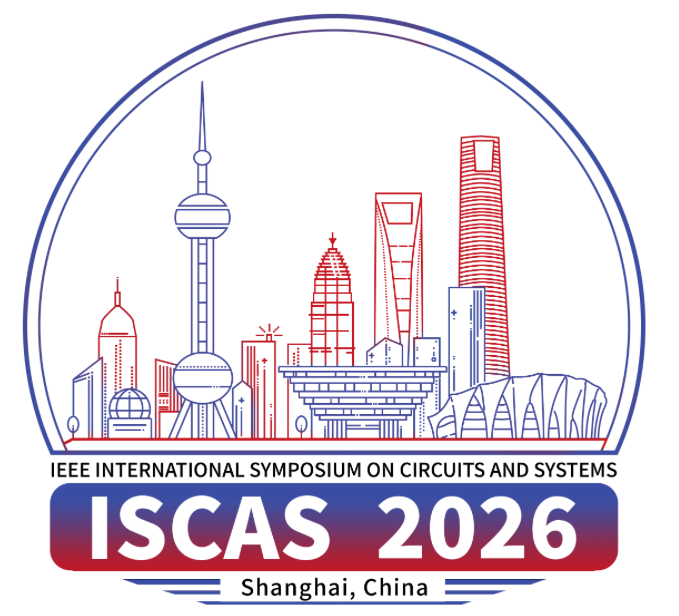 IEEE INTERNATIONAL SYMPOSIUM ON CIRCUITS AND SYSTEMS
ISCAS 2026
Shanghai, China